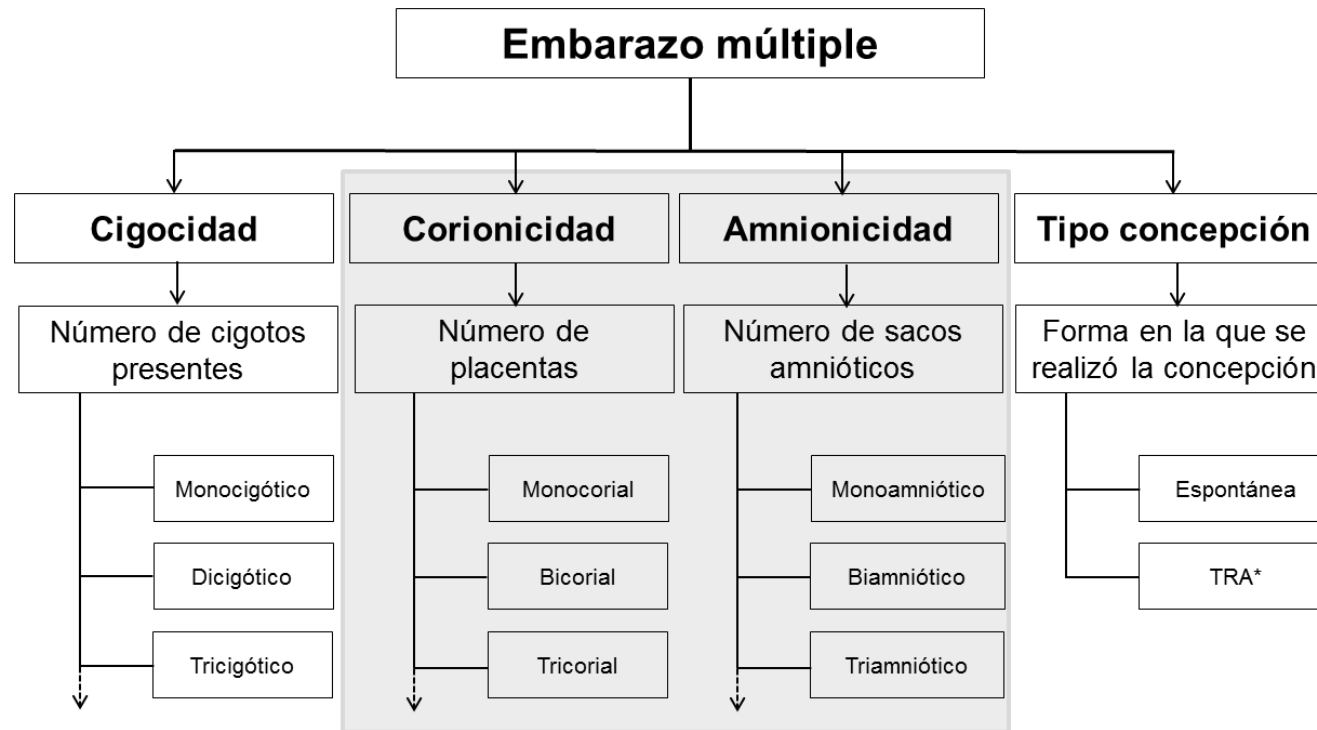 Embarazo múltiple
Cigocidad
Corionicidad
Amnionicidad
Tipo concepción
Número de cigotos
presentes
Número de
placentas
Número de sacos
amnióticos
Forma en la que se
realizó la concepción
Monocigótico
Monocorial
Monoamniótico
Espontánea
Dicigótico
Bicorial
Biamniótico
TRA*
Tricigótico
Tricorial
Triamniótico